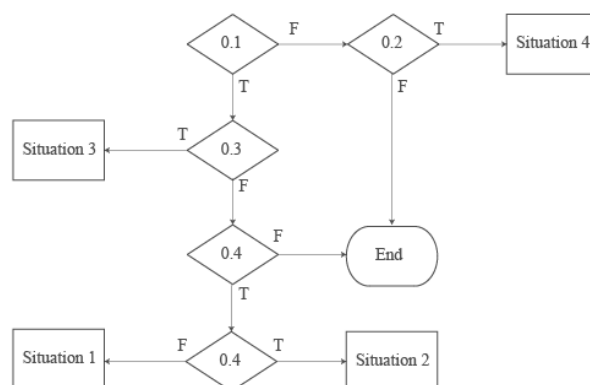 0.1
F
0.2
T
Situation 4
T
F
Situation 3
T
0.3
F
0.4
F
End
T
Situation 1
F
0.4
T
Situation 2